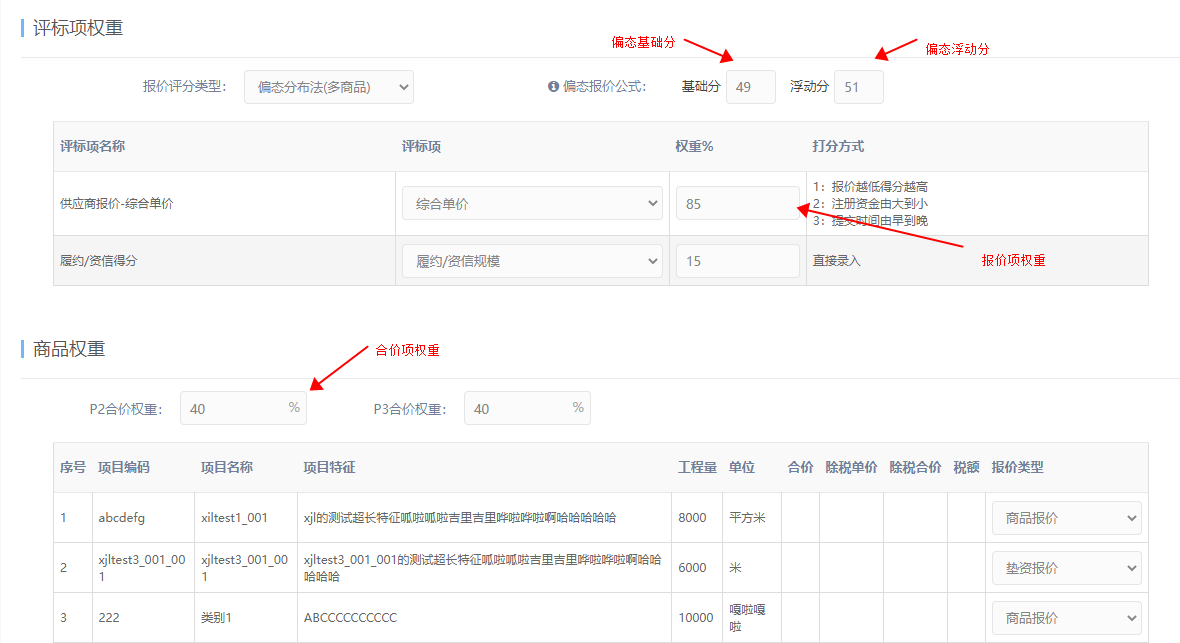 评标项权重
偏态基础分
偏态浮动分
报价评分类型： 偏态分布法(多商品) 偏态报价公式： 基础分 49 浮动分 51
评标项名称 评标项 权重% 打分方式
供应商报价-综合单价 综合单价 85
1：报价越低得分越高
2：注册资金由大到小
3：提交时间由早到晚
履约/资信得分 履约/资信规模 15 直接录入
报价项权重
商品权重
合价项权重
P2合价权重： 40 % P3合价权重： 40 %
序号 项目编码 项目名称 项目特征 工程量 单位 合价 除税单价 除税合价 税额 报价类型
1 abcdefg xiltest1_001 xjl的测试超长特征呱啦呱啦吉里吉里哗啦哗啦啊哈哈哈哈哈 8000 平方米 商品报价
2 xjltest3_001_00
1 xjltest3_001_00
1 xjltest3_001_001的测试超长特征呱啦呱啦吉里吉里哗啦哗啦啊哈哈
哈哈哈 6000 米 垫资报价
3 222 类别1 ABCCCCCCCCCC 10000 嘎啦嘎
啦 商品报价